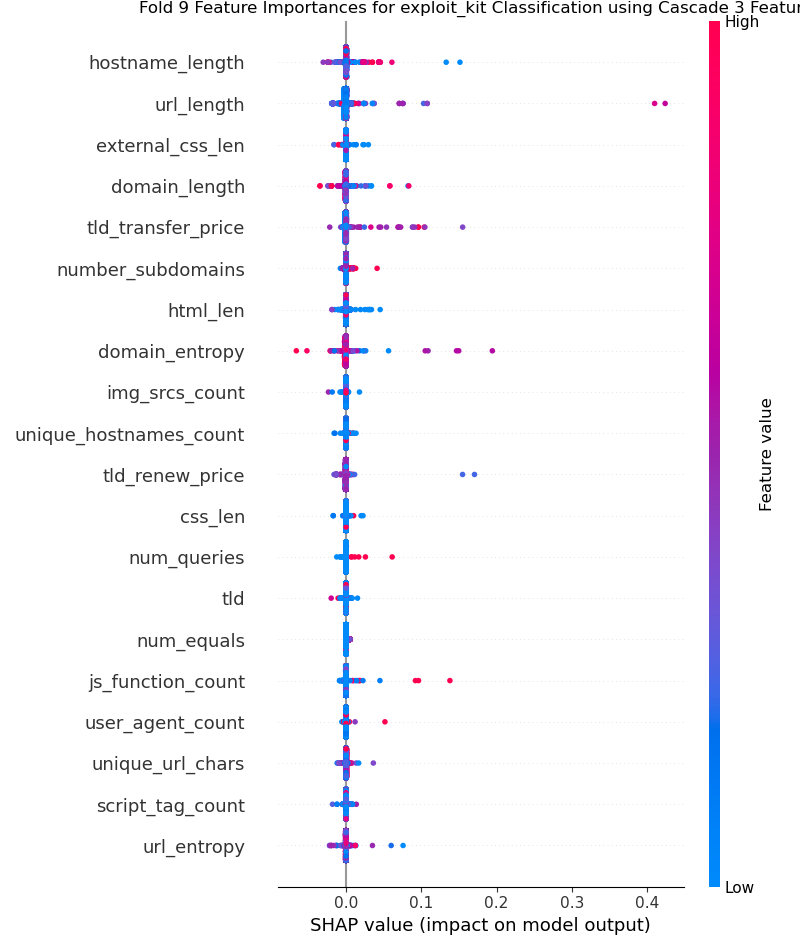 Fold 9 Feature Importances for exploit_kit Classification using Cascade 3 Featur
High
hostname_length
url_length
external_css_len
domain_length
tld_transfer_price
number_subdomains
html_len
domain_entropy
img_srcs_count
unique_hostnames_count
tld_renew_price
css_len
num_queries
tld
num_equals
js_function_count
user_agent_count
unique_url_chars
script_tag_count
url_entropy
Feature value
Low
0.0 0.1 0.2 0.3 0.4
SHAP value (impact on model output)